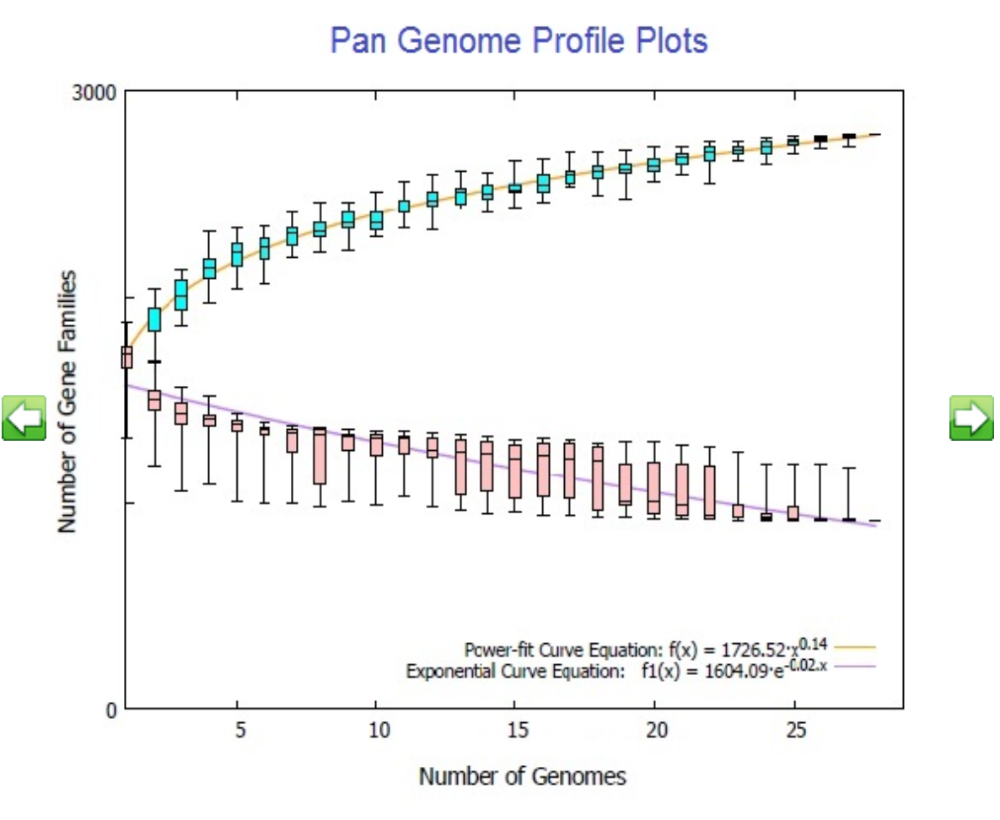 Pan Genome Profile Plots
3000
Number of Gene Families
Power-fit Curve Equation: f(x) = 1726.52·x^0.14
Exponential Curve Equation: f1(x) = 1604.09·e^-0.02.x
0
5 10 15 20 25
Number of Genomes